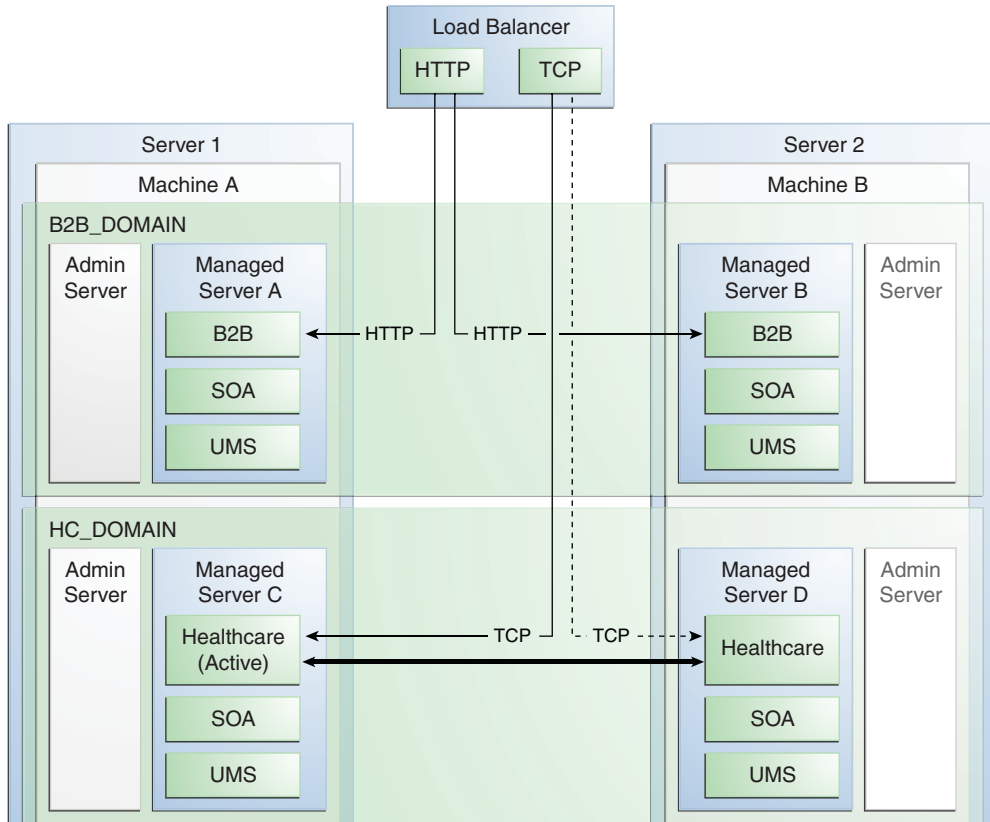 Load Balancer
HTTP
TCP
Server 1
Server 2
Machine A
Machine B
B2B_DOMAIN
Admin
Server
Managed
Server A
B2B
SOA
UMS
HTTP
HTTP
Managed
Server B
B2B
SOA
UMS
Admin
Server
HC_DOMAIN
Admin
Server
Managed
Server C
Healthcare
(Active)
SOA
UMS
TCP
TCP
Managed
Server D
Healthcare
SOA
UMS
Admin
Server